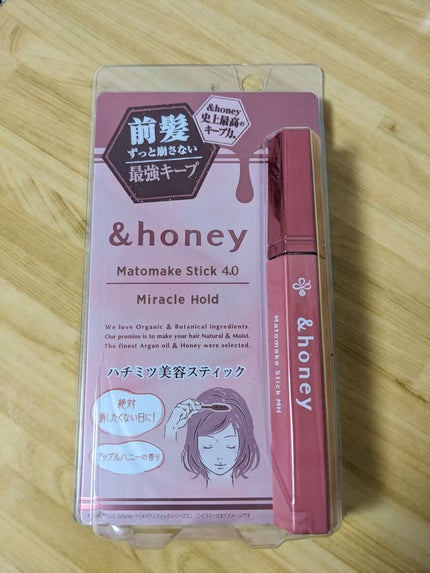 前髪
ずっと崩さない
最強キープ
&honey
史上最高の
キープ力。
&honey
Matomake Stick 4.0
Miracle Hold
We love Organic & Botanical ingredients.
Our promise is to make your hair Natural & Moist.
The finest Argan oil & Honey were selected.
ハチミツ美容スティック
絶対
崩したくない日に!
アップルハニーの香り
&honey
Matomake Stick MH